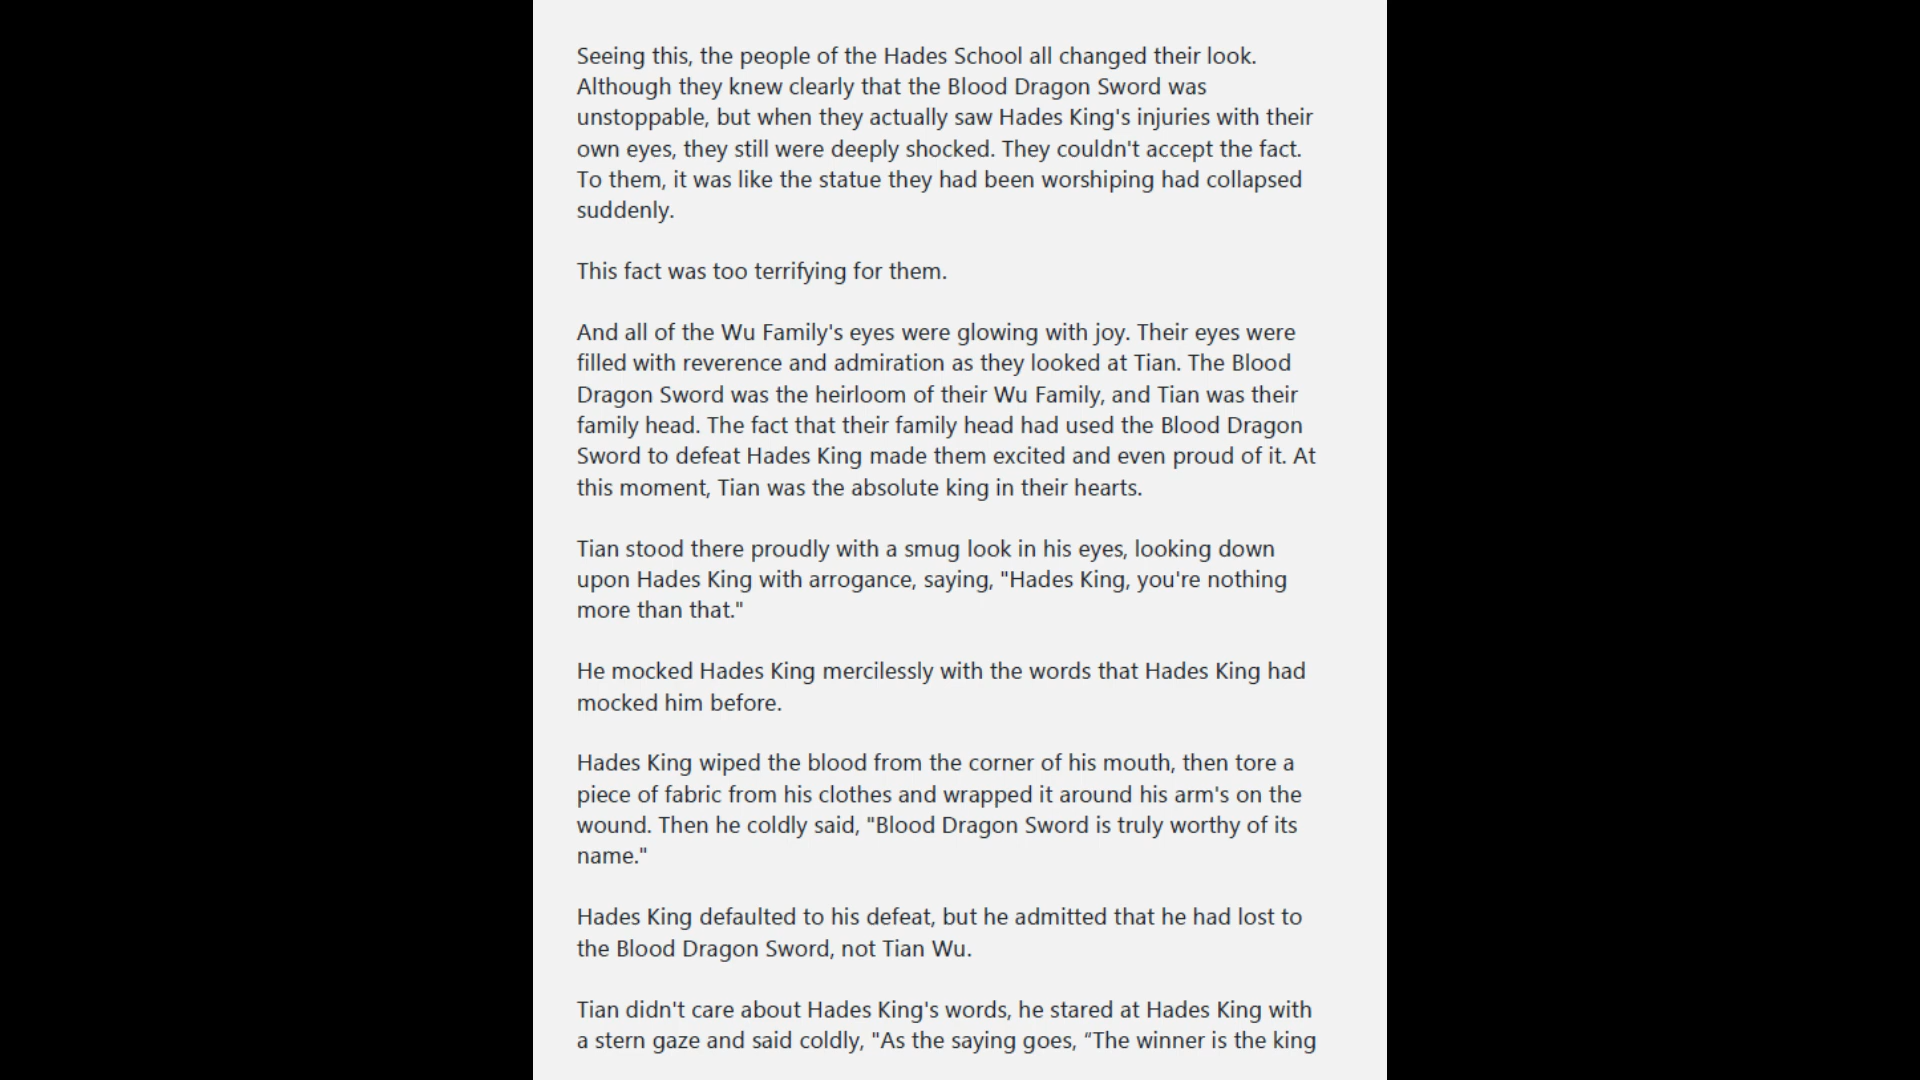 Seeing this, the people of the Hades School all changed their look.
Although they knew clearly that the Blood Dragon Sword was
unstoppable, but when they actually saw Hades King's injuries with their
own eyes, they still were deeply shocked. They couldn't accept the fact.
To them, it was like the statue they had been worshiping had collapsed
suddenly.
This fact was too terrifying for them.
And all of the Wu Family's eyes were glowing with joy. Their eyes were
filled with reverence and admiration as they looked at Tian. The Blood
Dragon Sword was the heirloom of their Wu Family, and Tian was their
family head. The fact that their family head had used the Blood Dragon
Sword to defeat Hades King made them excited and even proud of it. At
this moment, Tian was the absolute king in their hearts.
Tian stood there proudly with a smug look in his eyes, looking down
upon Hades King with arrogance, saying, "Hades King, you're nothing
more than that."
He mocked Hades King mercilessly with the words that Hades King had
mocked him before.
Hades King wiped the blood from the corner of his mouth, then tore a
piece of fabric from his clothes and wrapped it around his arm's on the
wound. Then he coldly said, "Blood Dragon Sword is truly worthy of its
name."
Hades King defaulted to his defeat, but he admitted that he had lost to
the Blood Dragon Sword, not Tian Wu.
Tian didn't care about Hades King's words, he stared at Hades King with
a stern gaze and said coldly, "As the saying goes, “The winner is the king